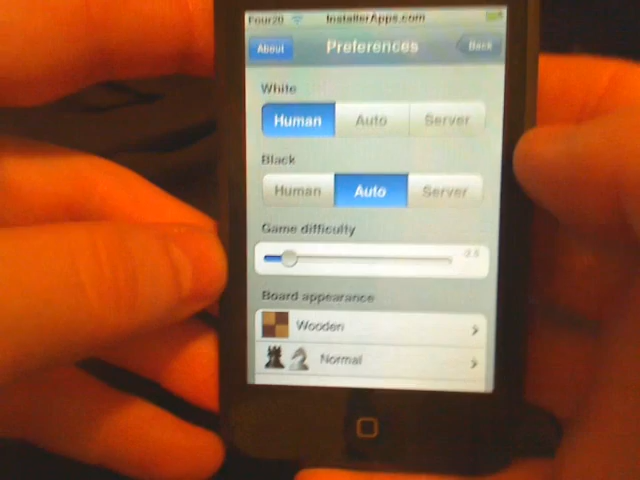 Four20 InstallerApps.com
About Preferences Back
White
Human Auto Server
Black
Human Auto Server
Game difficulty
Board appearance
Wooden
Normal